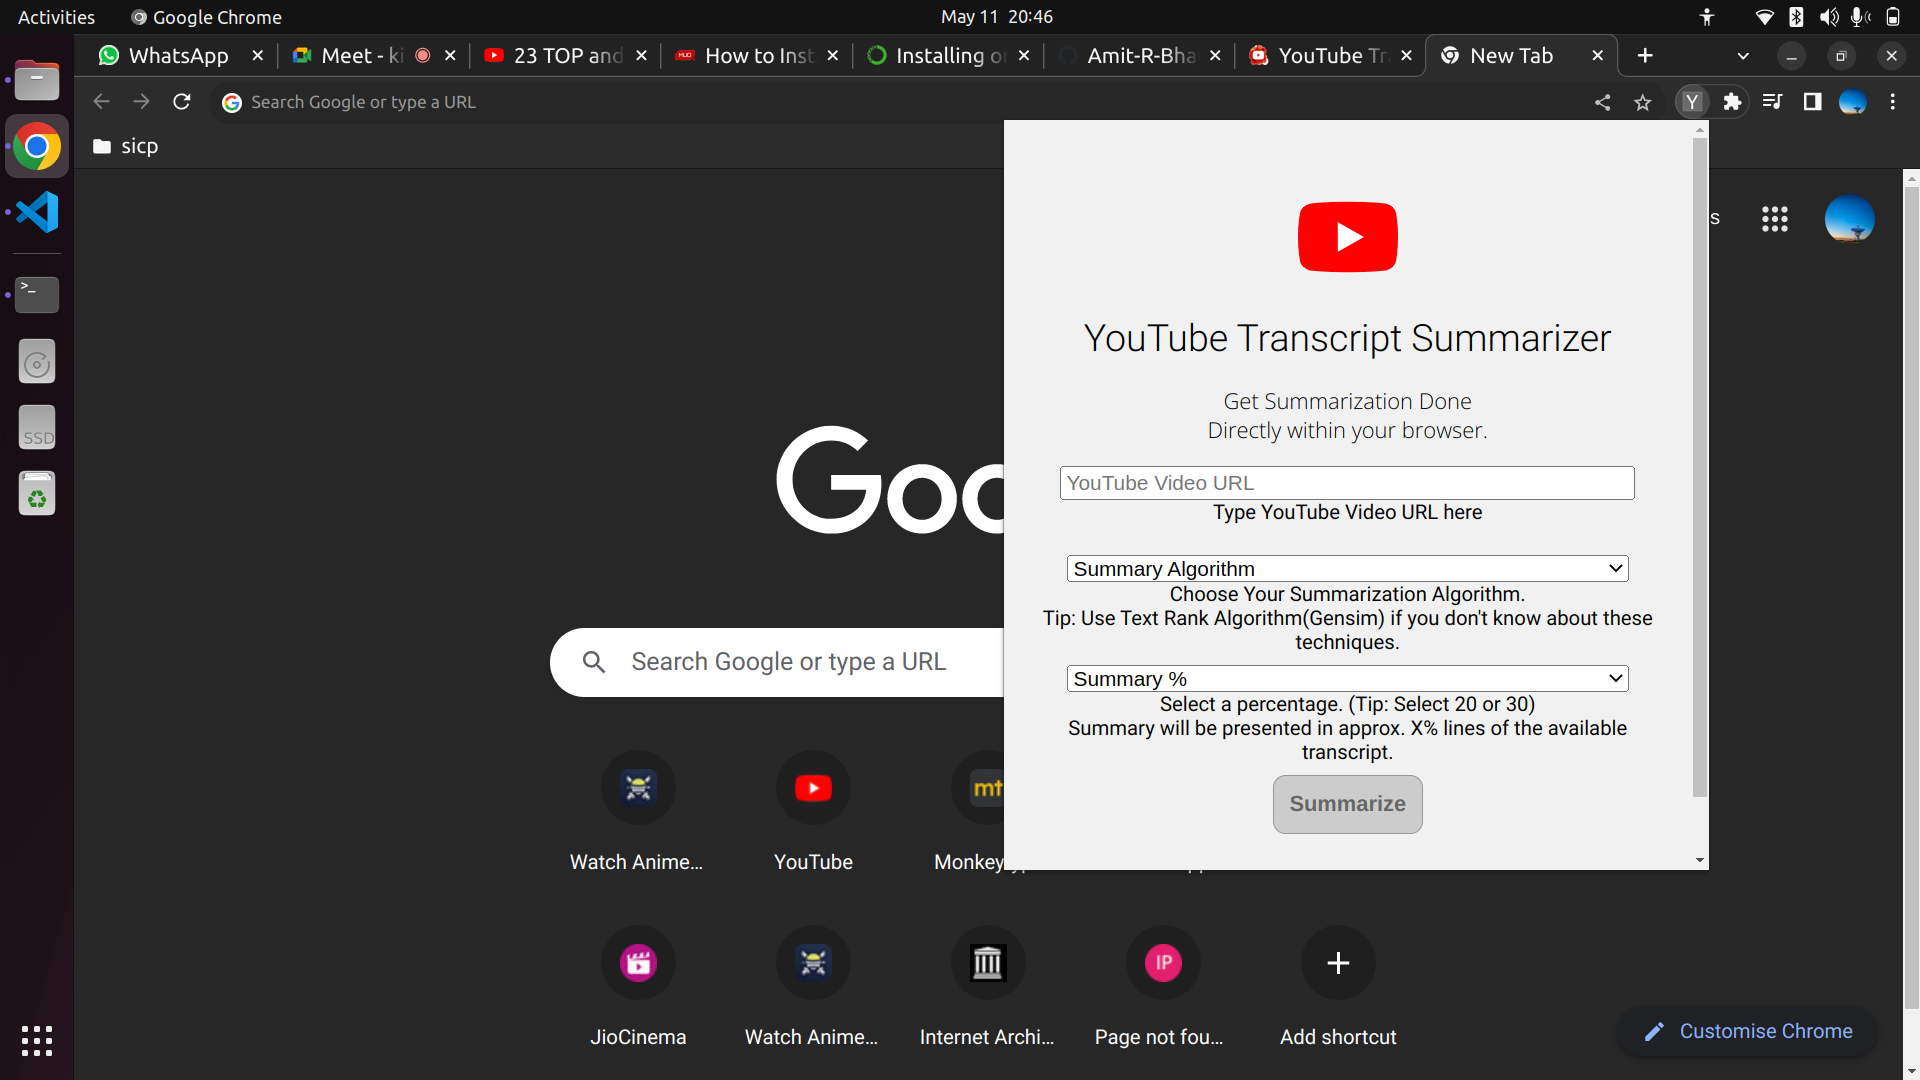 Activities
Google Chrome
May 11 20:46
WhatsApp
Meet - ki
23 TOP and
How to Inst
Installing or
Amit-R-Bha
YouTube Tr
New Tab
Search Google or type a URL
Y
sicp
s
YouTube Transcript Summarizer
Get Summarization Done
Directly within your browser.
YouTube Video URL
Type YouTube Video URL here
Summary Algorithm
Choose Your Summarization Algorithm.
Tip: Use Text Rank Algorithm(Gensim) if you don't know about these
techniques.
Summary %
Select a percentage. (Tip: Select 20 or 30)
Summary will be presented in approx. X% lines of the available
transcript.
Summarize
>_
SSD
Goo
Search Google or type a URL
mt
IP
Watch Anime...
YouTube
JioCinema
Watch Anime...
Internet Archi...
Page not fou...
Add shortcut
Customise Chrome